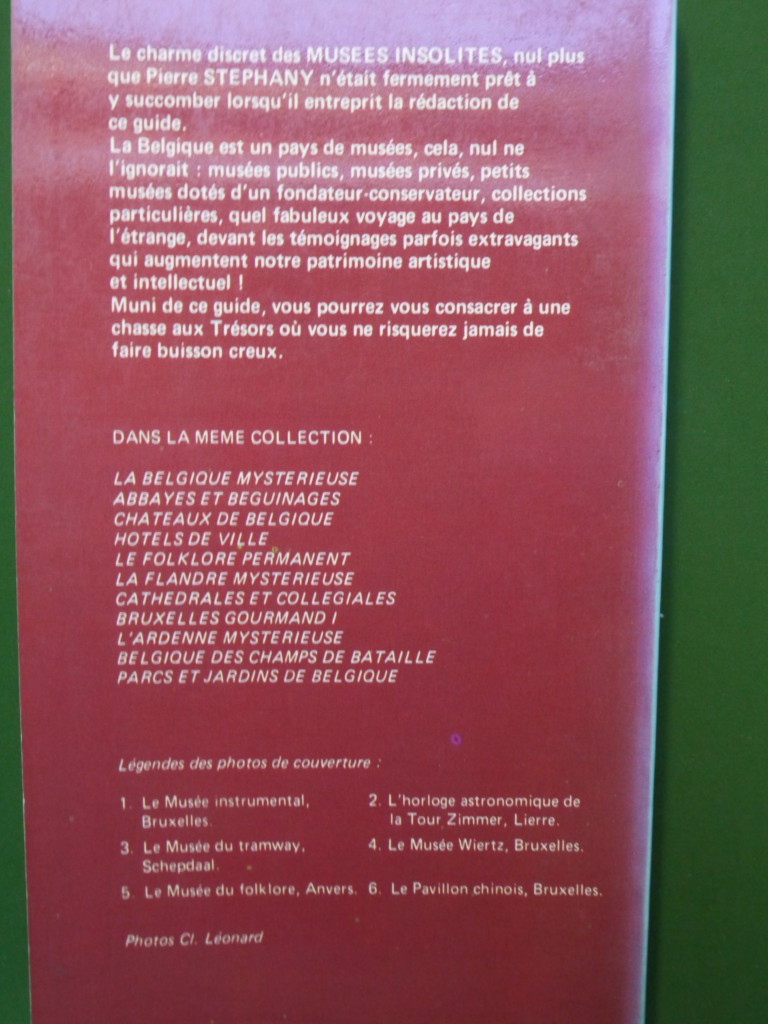 Le charme discret des MUSEES INSOLITES, nul plus
que Pierre STEPHANY n'était fermement prêt à
y succomber lorsqu'il entreprit la rédaction de
ce guide.
La Belgique est un pays de musées, cela, nul ne
l'ignorait : musées publics, musées privés, petits
musées dotés d'un fondateur-conservateur, collections
particulières, quel fabuleux voyage au pays de
l'étrange, devant les témoignages parfois extravagants
qui augmentent notre patrimoine artistique
et intellectuel !
Muni de ce guide, vous pourrez vous consacrer à une
chasse aux Trésors où vous ne risquerez jamais de
faire buisson creux.
DANS LA MEME COLLECTION :
LA BELGIQUE MYSTERIEUSE
ABBAYES ET BEGUINAGES
CHATEAUX DE BELGIQUE
HOTELS DE VILLE
LE FOLKLORE PERMANENT
LA FLANDRE MYSTERIEUSE
CATHEDRALES ET COLLEGIALES
BRUXELLES GOURMAND I
L'ARDENNE MYSTERIEUSE
BELGIQUE DES CHAMPS DE BATAILLE
PARCS ET JARDINS DE BELGIQUE
Légendes des photos de couverture :
1. Le Musée instrumental,
Bruxelles.
2. L'horloge astronomique de
la Tour Zimmer, Lierre.
3. Le Musée du tramway,
Schepdaal.
4. Le Musée Wiertz, Bruxelles.
5. Le Musée du folklore, Anvers.
6. Le Pavillon chinois, Bruxelles.
Photos Cl. Léonard